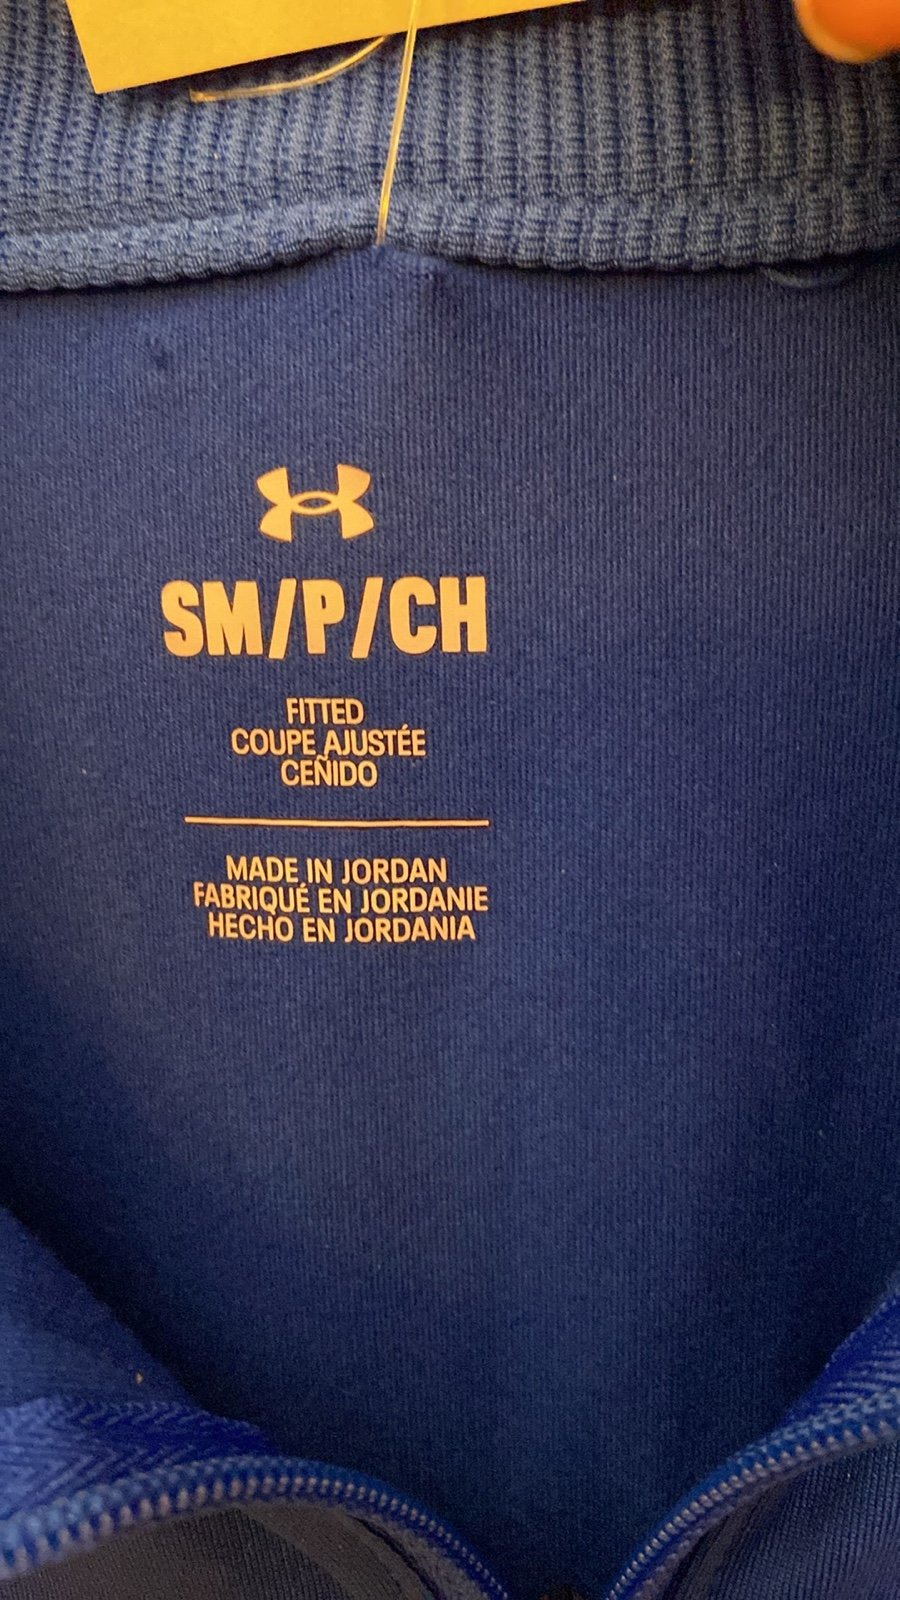 SM/P/CH
FITTED
COUPE AJUSTÉE
CEÑIDO
MADE IN JORDAN
FABRIQUÉ EN JORDANIE
HECHO EN JORDANIA